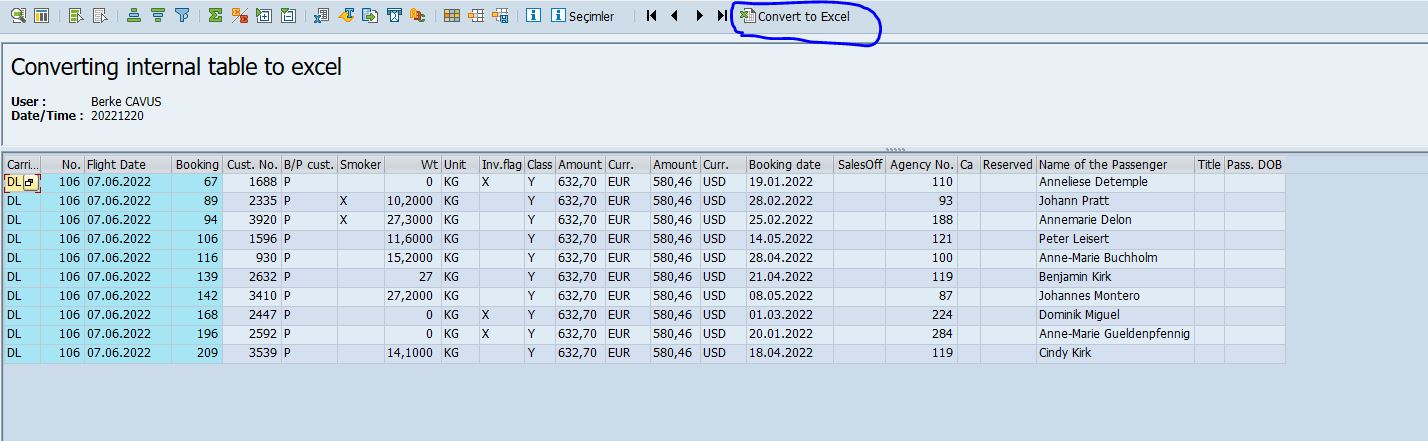 Seçimler Convert to Excel
Converting internal table to excel
User : Berke CAVUS
Date/Time : 20221220
Carri... No. Flight Date Booking Cust. No. B/P cust. Smoker Wt Unit Inv.flag Class Amount Curr. Amount Curr. Booking date SalesOff Agency No. Ca Reserved Name of the Passenger Title Pass. DOB
DL 106 07.06.2022 67 1688 P 0 KG X Y 632,70 EUR 580,46 USD 19.01.2022 110 Anneliese Detemple
DL 106 07.06.2022 89 2335 P X 10,2000 KG Y 632,70 EUR 580,46 USD 28.02.2022 93 Johann Pratt
DL 106 07.06.2022 94 3920 P X 27,3000 KG Y 632,70 EUR 580,46 USD 25.02.2022 188 Annemarie Delon
DL 106 07.06.2022 106 1596 P 11,6000 KG Y 632,70 EUR 580,46 USD 14.05.2022 121 Peter Leisert
DL 106 07.06.2022 116 930 P 15,2000 KG Y 632,70 EUR 580,46 USD 28.04.2022 100 Anne-Marie Buchholm
DL 106 07.06.2022 139 2632 P 27 KG Y 632,70 EUR 580,46 USD 21.04.2022 119 Benjamin Kirk
DL 106 07.06.2022 142 3410 P 27,2000 KG Y 632,70 EUR 580,46 USD 08.05.2022 87 Johannes Montero
DL 106 07.06.2022 168 2447 P 0 KG X Y 632,70 EUR 580,46 USD 01.03.2022 224 Dominik Miguel
DL 106 07.06.2022 196 2592 P 0 KG X Y 632,70 EUR 580,46 USD 20.01.2022 284 Anne-Marie Gueldenpfennig
DL 106 07.06.2022 209 3539 P 14,1000 KG Y 632,70 EUR 580,46 USD 18.04.2022 119 Cindy Kirk